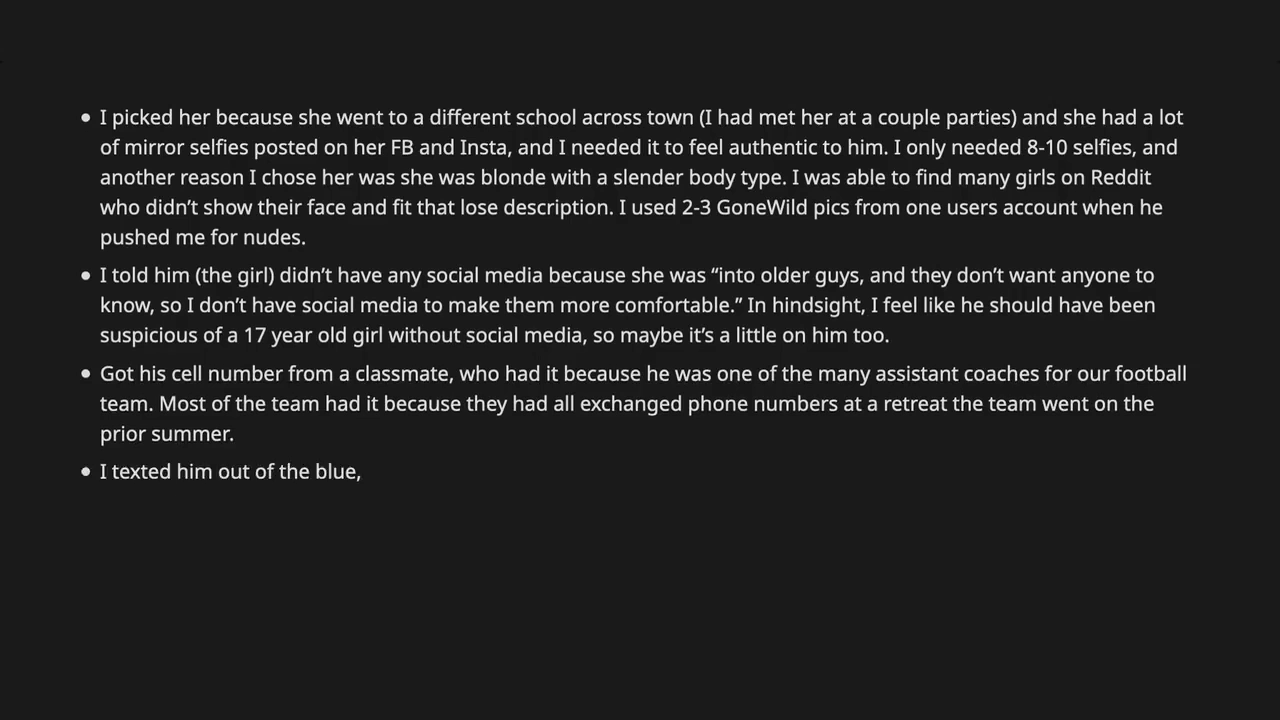 • I picked her because she went to a different school across town (I had met her at a couple parties) and she had a lot
of mirror selfies posted on her FB and Insta, and I needed it to feel authentic to him. I only needed 8-10 selfies, and
another reason I chose her was she was blonde with a slender body type. I was able to find many girls on Reddit
who didn’t show their face and fit that lose description. I used 2-3 GoneWild pics from one users account when he
pushed me for nudes.
• I told him (the girl) didn’t have any social media because she was “into older guys, and they don’t want anyone to
know, so I don’t have social media to make them more comfortable.” In hindsight, I feel like he should have been
suspicious of a 17 year old girl without social media, so maybe it’s a little on him too.
• Got his cell number from a classmate, who had it because he was one of the many assistant coaches for our football
team. Most of the team had it because they had all exchanged phone numbers at a retreat the team went on the
prior summer.
• I texted him out of the blue,